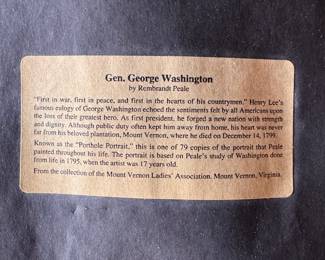 Gen. George Washington
by Rembrandt Peale
"First in war, first in peace, and first in the hearts of his countrymen." Henry Lee's
famous eulogy of George Washington echoed the sentiments felt by all Americans upon
the loss of their greatest hero. As first president, he forged a new nation with strength
and dignity. Although public duty often kept him away from home, his heart was never
far from his beloved plantation, Mount Vernon, where he died on December 14, 1799.
Known as the "Porthole Portrait," this is one of 79 copies of the portrait that Peale
painted throughout his life. The portrait is based on Peale's study of Washington done
from life in 1795, when the artist was 17 years old.
From the collection of the Mount Vernon Ladies' Association, Mount Vernon, Virginia.